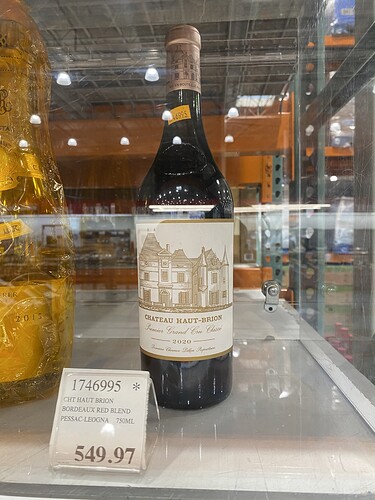 CHATEAU HAUT-BRION
Premier Grand Cru Classé
2020
1746995 *
CHT HAUT BRION
BORDEAUX RED BLEND
PESSAC-LEOGNA 750ML
549.97
2015